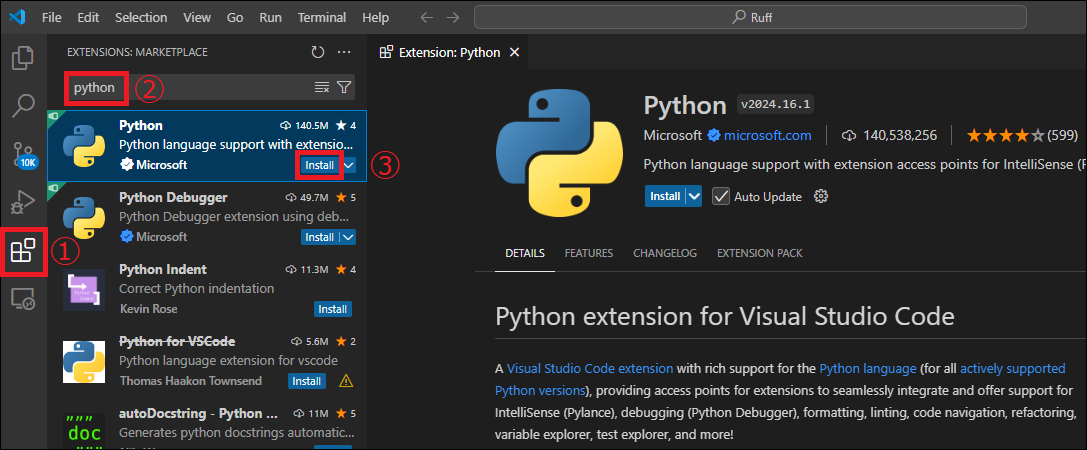 File Edit Selection View Go Run Terminal Help
Ruff
EXTENSIONS: MARKETPLACE
python
②
Python 140.5M 4
Python language support with extensio...
Microsoft Install
③
Python Debugger 49.7M 5
Python Debugger extension using deb...
Microsoft Install
①
10K
Python Indent 11.3M 4
Correct Python indentation
Kevin Rose Install
Python for VSCode 5.6M 2
Python language extension for vscode
Thomas Haakon Townsend Install
autoDocstring - Python ... 11M 5
Generates python docstrings automatic...
"""
doc
Extension: Python
Python v2024.16.1
Microsoft microsoft.com 140,538,256 (599)
Python language support with extension access points for IntelliSense (
Install Auto Update
DETAILS FEATURES CHANGELOG EXTENSION PACK
Python extension for Visual Studio Code
A Visual Studio Code extension with rich support for the Python language (for all actively supported
Python versions), providing access points for extensions to seamlessly integrate and offer support for
IntelliSense (Pylance), debugging (Python Debugger), formatting, linting, code navigation, refactoring,
variable explorer, test explorer, and more!